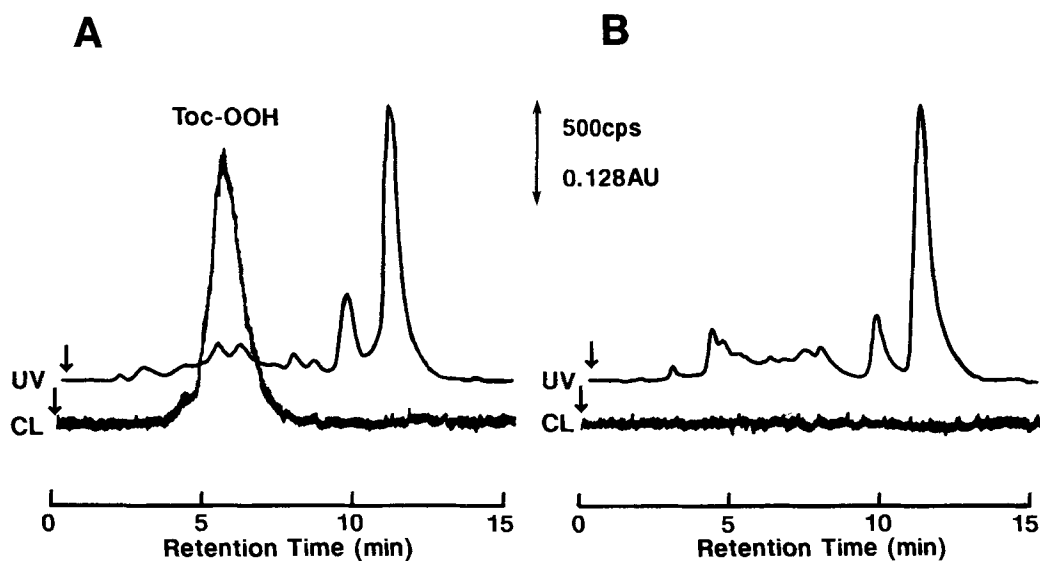 A
B
Toc-OOH
500cps
0.128AU
UV
CL
UV
CL
0 5 10 15
Retention Time (min)
0 5 10 15
Retention Time (min)